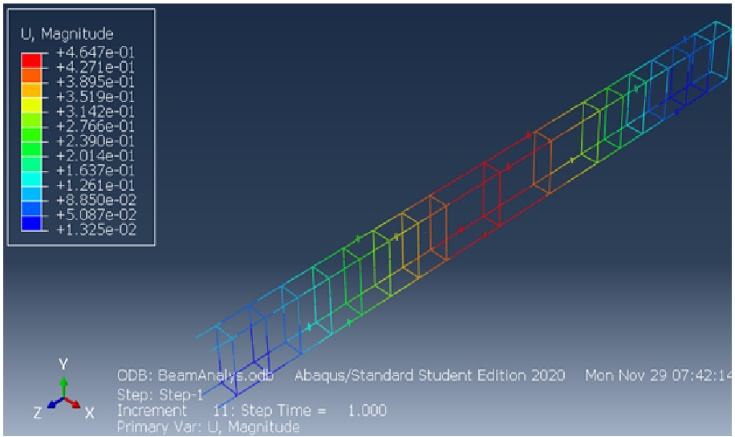 U, Magnitude
+4.647e-01
+4.271e-01
+3.895e-01
+3.519e-01
+3.142e-01
+2.766e-01
+2.390e-01
+2.014e-01
+1.637e-01
+1.261e-01
+8.850e-02
+5.087e-02
+1.325e-02
Y
Z
X
ODB: BeamAnalys.odb Abaqus/Standard Student Edition 2020 Mon Nov 29 07:42:14
Step: Step-1
Increment 11: Step Time = 1.000
Primary Var: U, Magnitude